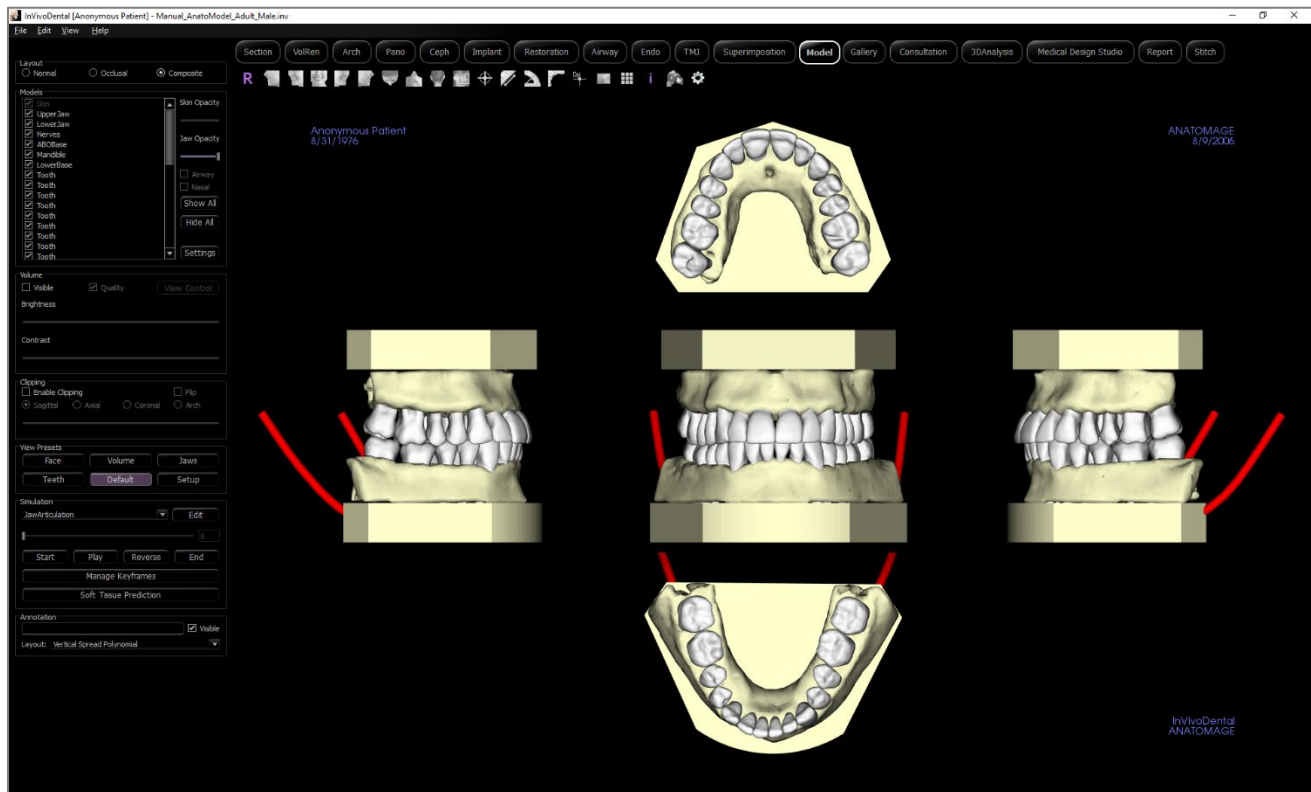 InVivoDental [Anonymous Patient] - Manual_AnatoModel_Adult_Male.inv
File Edit View Help
Section VolRen Arch Pano Ceph Implant Restoration Airway Endo TMJ Superimposition Model Gallery Consultation 3DAnalysis Medical Design Studio Report Stitch
R i
Layout
Normal Occlusal Composite
Models
Skin
UpperJaw
LowerJaw
Nerves
ABOBase
Mandible
LowerBase
Tooth
Tooth
Tooth
Tooth
Tooth
Tooth
Tooth
Tooth
Tooth
Skin Opacity
Jaw Opacity
Airway
Nasal
Show All
Hide All
Settings
Volume
Visible Quality View Control
Brightness
Contrast
Clipping
Enable Clipping Flip
Sagittal Axial Coronal Arch
View Presets
Face Volume Jaws
Teeth Default Setup
Simulation
JawArticulation Edit
0
Start Play Reverse End
Manage Keyframes
Soft Tissue Prediction
Annotation
Visible
Layout: Vertical Spread Polynomial
Anonymous Patient
8/31/1976
ANATOMAGE
8/9/2006
InVivoDental
ANATOMAGE